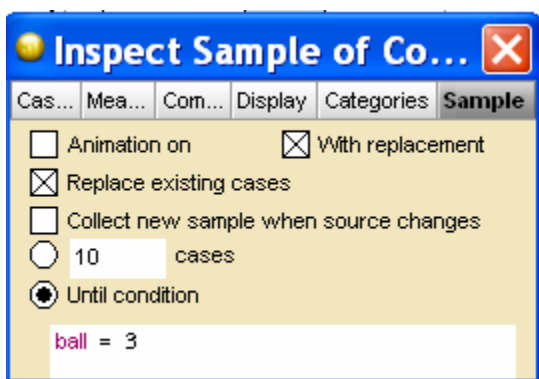 Inspect Sample of Co...
Cas... Mea... Com... Display Categories Sample
Animation on With replacement
Replace existing cases
Collect new sample when source changes
10 cases
Until condition
ball = 3